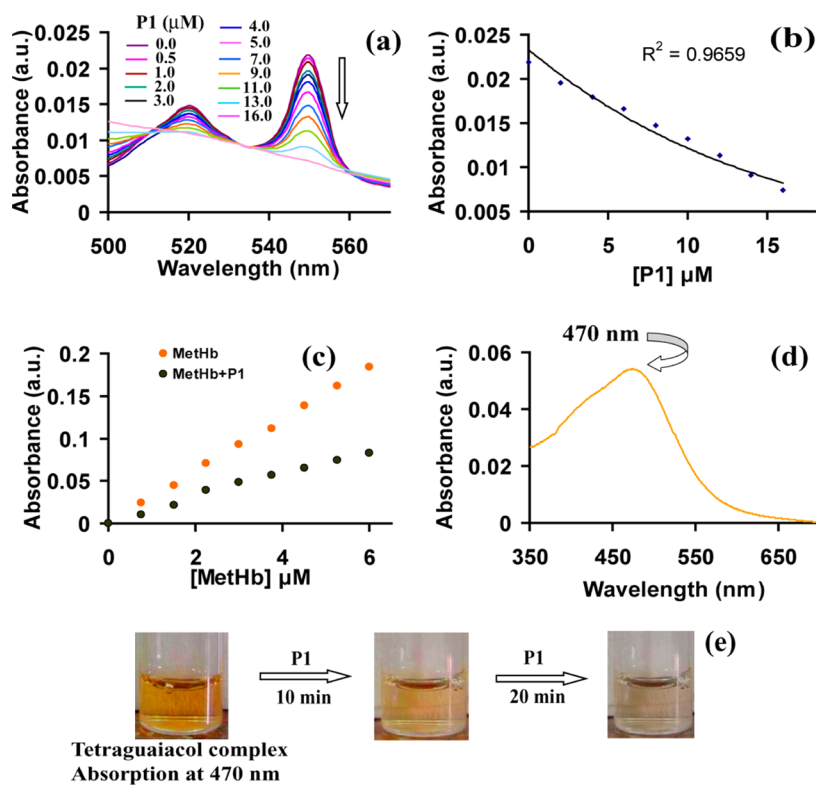 P1 (μM)
0.0
0.5
1.0
2.0
3.0
4.0
5.0
7.0
9.0
11.0
13.0
16.0
(a)
Absorbance (a.u.)
0.025
0.02
0.015
0.01
0.005
0
500 520 540 560
Wavelength (nm)
(b)
R² = 0.9659
Absorbance (a.u.)
0.025
0.02
0.015
0.01
0.005
0 5 10 15
[P1] μM
(c)
MetHb
MetHb+P1
Absorbance (a.u.)
0.2
0.15
0.1
0.05
0
0 2 4 6
[MetHb] μM
470 nm
(d)
Absorbance (a.u.)
0.06
0.04
0.02
0
350 450 550 650
Wavelength (nm)
(e)
P1
10 min
P1
20 min
Tetraguaiacol complex
Absorption at 470 nm